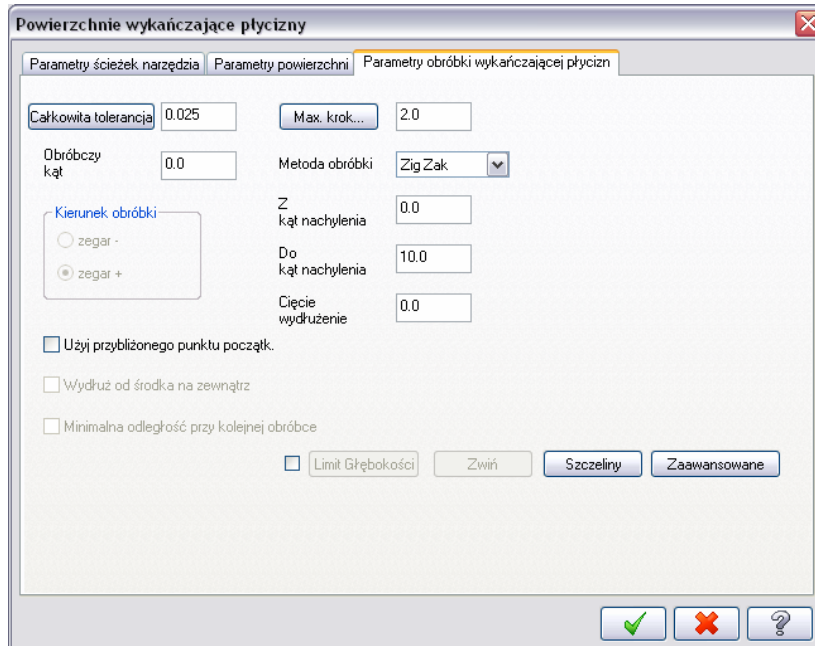 Powierzchnie wykańczające płycizny
Parametry ścieżek narzędzia Parametry powierzchni Parametry obróbki wykańczającej płycizn
Całkowita tolerancja 0.025 Max. krok... 2.0
Obróbczy
kąt 0.0 Metoda obróbki Zig Zak
Kierunek obróbki
zegar -
zegar +
Z
kąt nachylenia 0.0
Do
kąt nachylenia 10.0
Cięcie
wydłużenie 0.0
Użyj przybliżonego punktu początk.
Wydłuż od środka na zewnątrz
Minimalna odległość przy kolejnej obróbce
Limit Głębokości Zwiń Szczeliny Zaawansowane